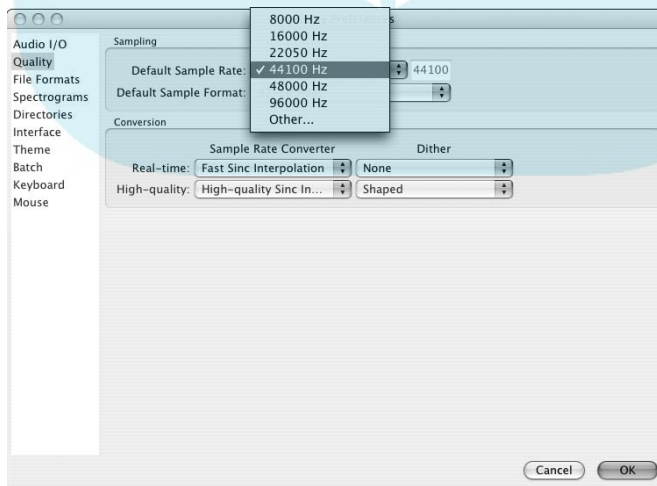 Audio I/O
Quality
File Formats
Spectrograms
Directories
Interface
Theme
Batch
Keyboard
Mouse
Sampling
Default Sample Rate:
8000 Hz
16000 Hz
22050 Hz
✓ 44100 Hz
48000 Hz
96000 Hz
Other...
44100
Default Sample Format:
Conversion
Sample Rate Converter Dither
Real-time: Fast Sinc Interpolation None
High-quality: High-quality Sinc In... Shaped
Cancel OK